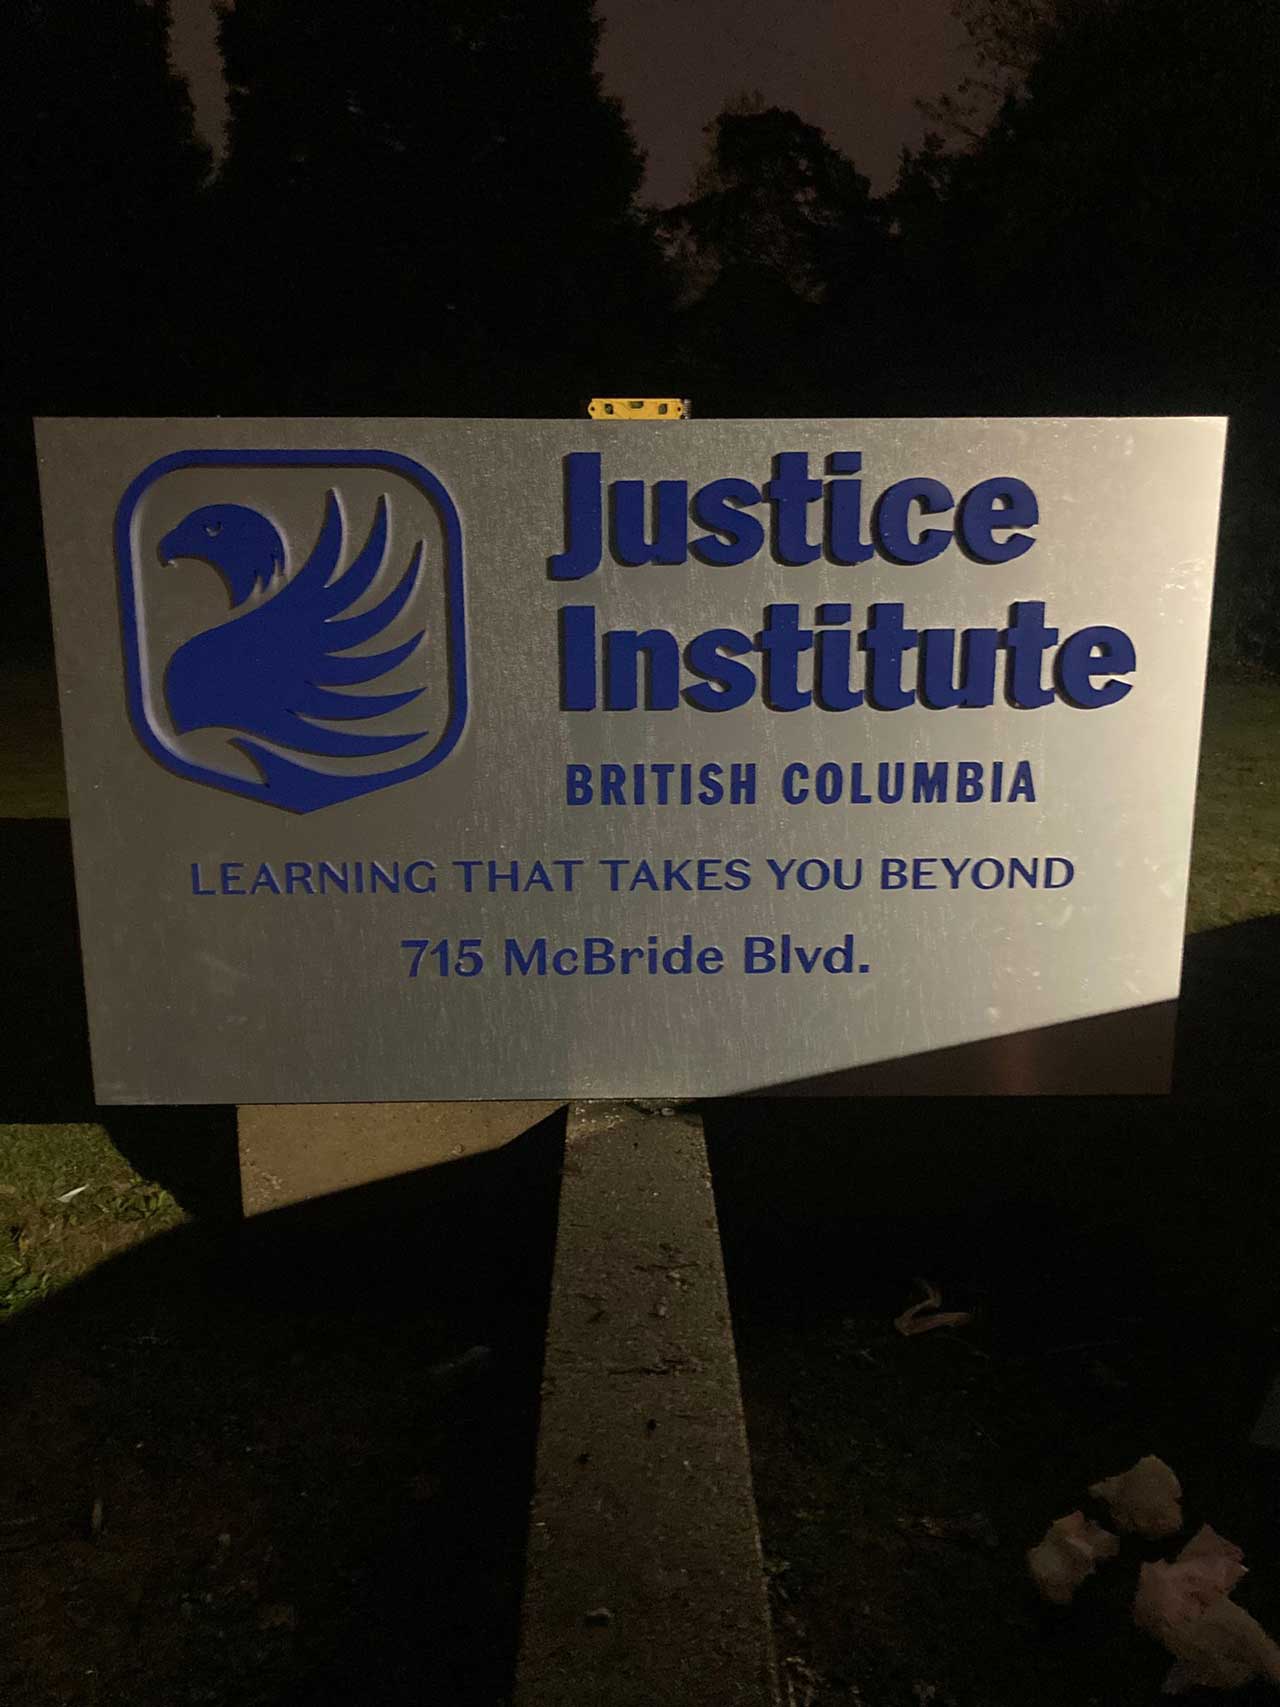 Justice
Institute
BRITISH COLUMBIA
LEARNING THAT TAKES YOU BEYOND
715 McBride Blvd.